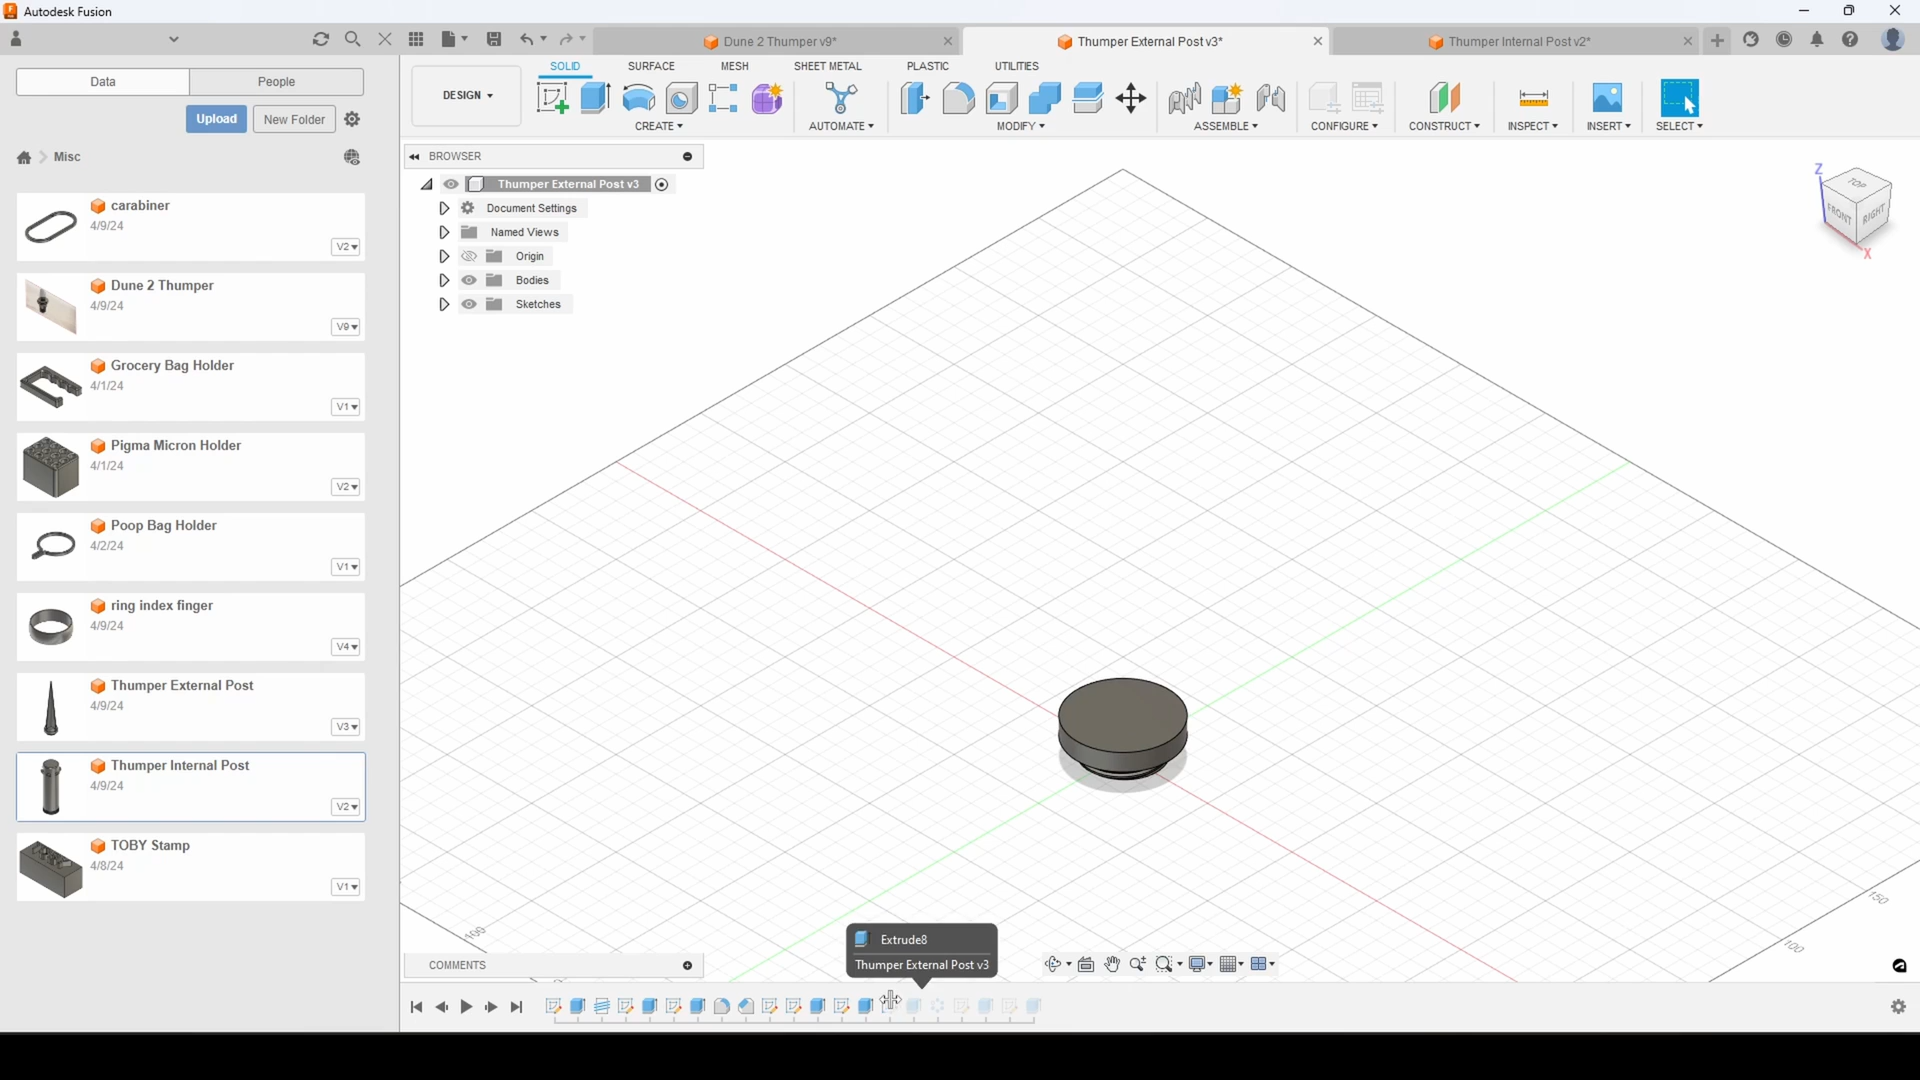 Autodesk Fusion
Dune 2 Thumper v9*
Thumper External Post v3*
Thumper Internal Post v2*
Data
People
Upload
New Folder
Misc
carabiner
4/9/24
V2
Dune 2 Thumper
4/9/24
V9
Grocery Bag Holder
4/1/24
V1
Pigma Micron Holder
4/1/24
V2
Poop Bag Holder
4/2/24
V1
ring index finger
4/9/24
V4
Thumper External Post
4/9/24
V3
Thumper Internal Post
4/9/24
V2
TOBY Stamp
4/8/24
V1
DESIGN
SOLID
SURFACE
MESH
SHEET METAL
PLASTIC
UTILITIES
CREATE
AUTOMATE
MODIFY
ASSEMBLE
CONFIGURE
CONSTRUCT
INSPECT
INSERT
SELECT
BROWSER
Thumper External Post v3
Document Settings
Named Views
Origin
Bodies
Sketches
Z
TOP
FRONT
RIGHT
X
100
150
100
Extrude8
Thumper External Post v3
COMMENTS